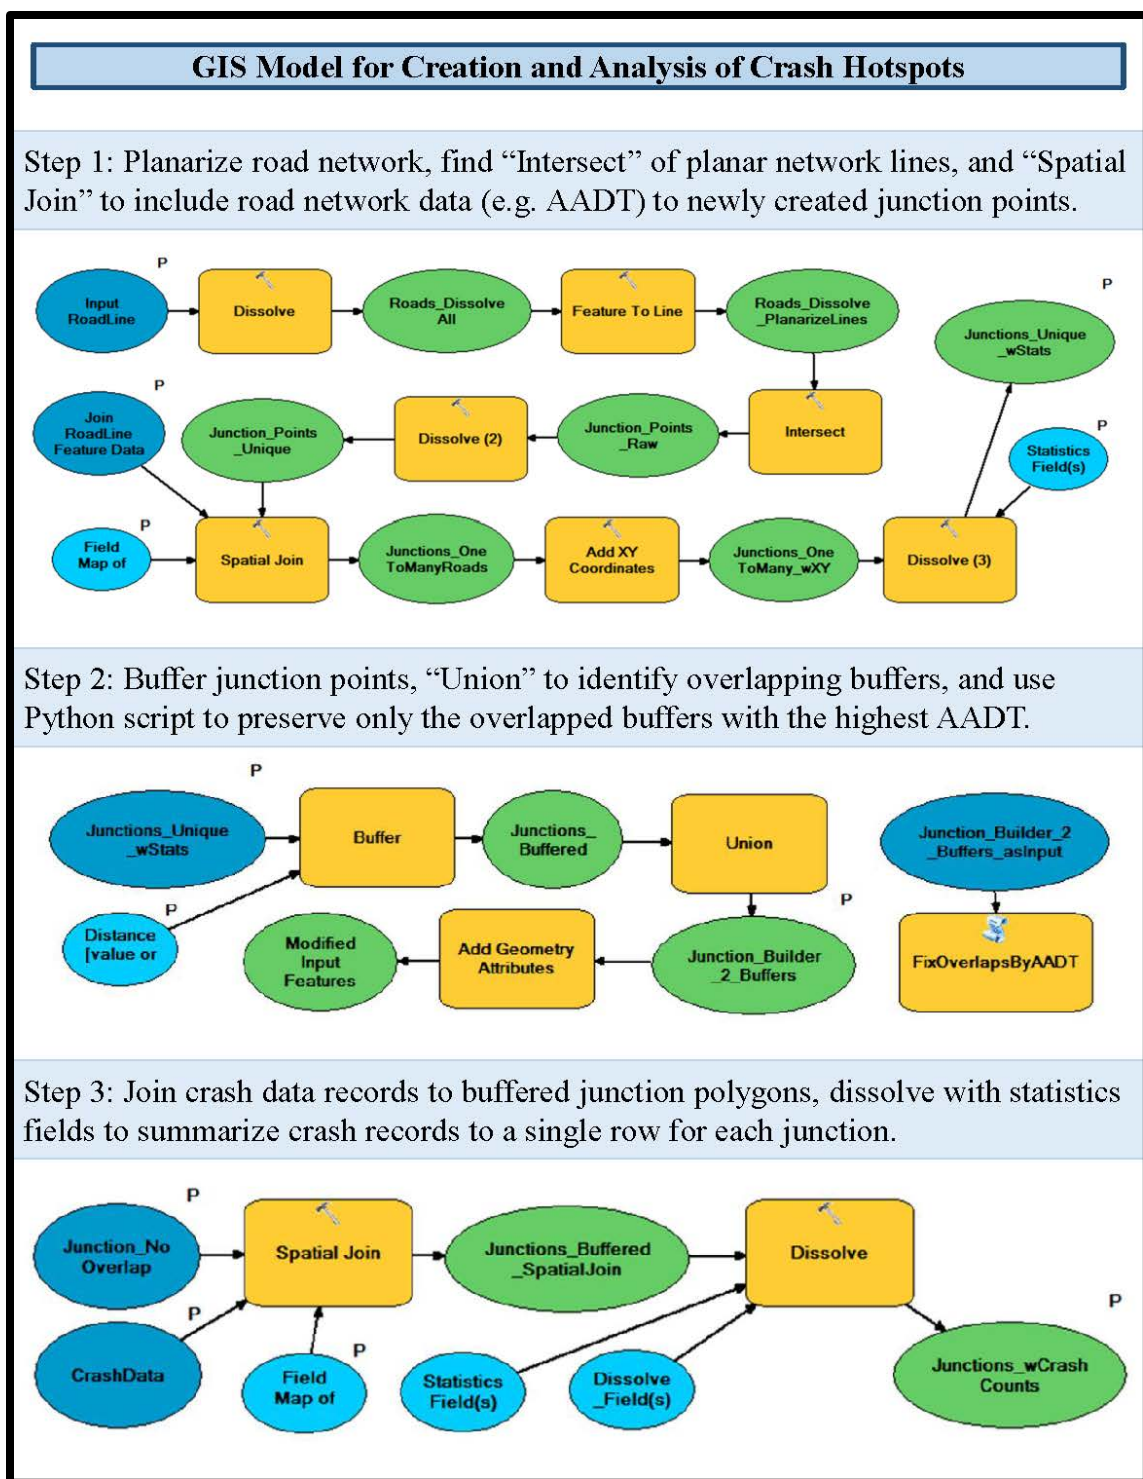 GIS Model for Creation and Analysis of Crash Hotspots
Step 1: Planarize road network, find “Intersect” of planar network lines, and “Spatial
Join” to include road network data (e.g. AADT) to newly created junction points.
P
Input
RoadLine
Dissolve
Roads_Dissolve
All
Feature To Line
Roads_Dissolve
_PlanarizeLines
P
Junctions_Unique
_wStats
P
Join
RoadLine
Feature Data
Junction_Points
_Unique
Dissolve (2)
Junction_Points
_Raw
Intersect
P
Statistics
Field(s)
P
Field
Map of
Spatial Join
Junctions_One
ToManyRoads
Add XY
Coordinates
Junctions_One
ToMany_wXY
Dissolve (3)
Step 2: Buffer junction points, “Union” to identify overlapping buffers, and use
Python script to preserve only the overlapped buffers with the highest AADT.
P
Junctions_Unique
_wStats
Buffer
Junctions_
Buffered
Union
Junction_Builder_2
_Buffers_asInput
P
Distance
[value or
Modified
Input
Features
Add Geometry
Attributes
P
Junction_Builder
_2_Buffers
FixOverlapsByAADT
Step 3: Join crash data records to buffered junction polygons, dissolve with statistics
fields to summarize crash records to a single row for each junction.
P
Junction_No
Overlap
Spatial Join
Junctions_Buffered
_SpatialJoin
Dissolve
P
CrashData
P
Field
Map of
Statistics
Field(s)
Dissolve
_Field(s)
P
Junctions_wCrash
Counts